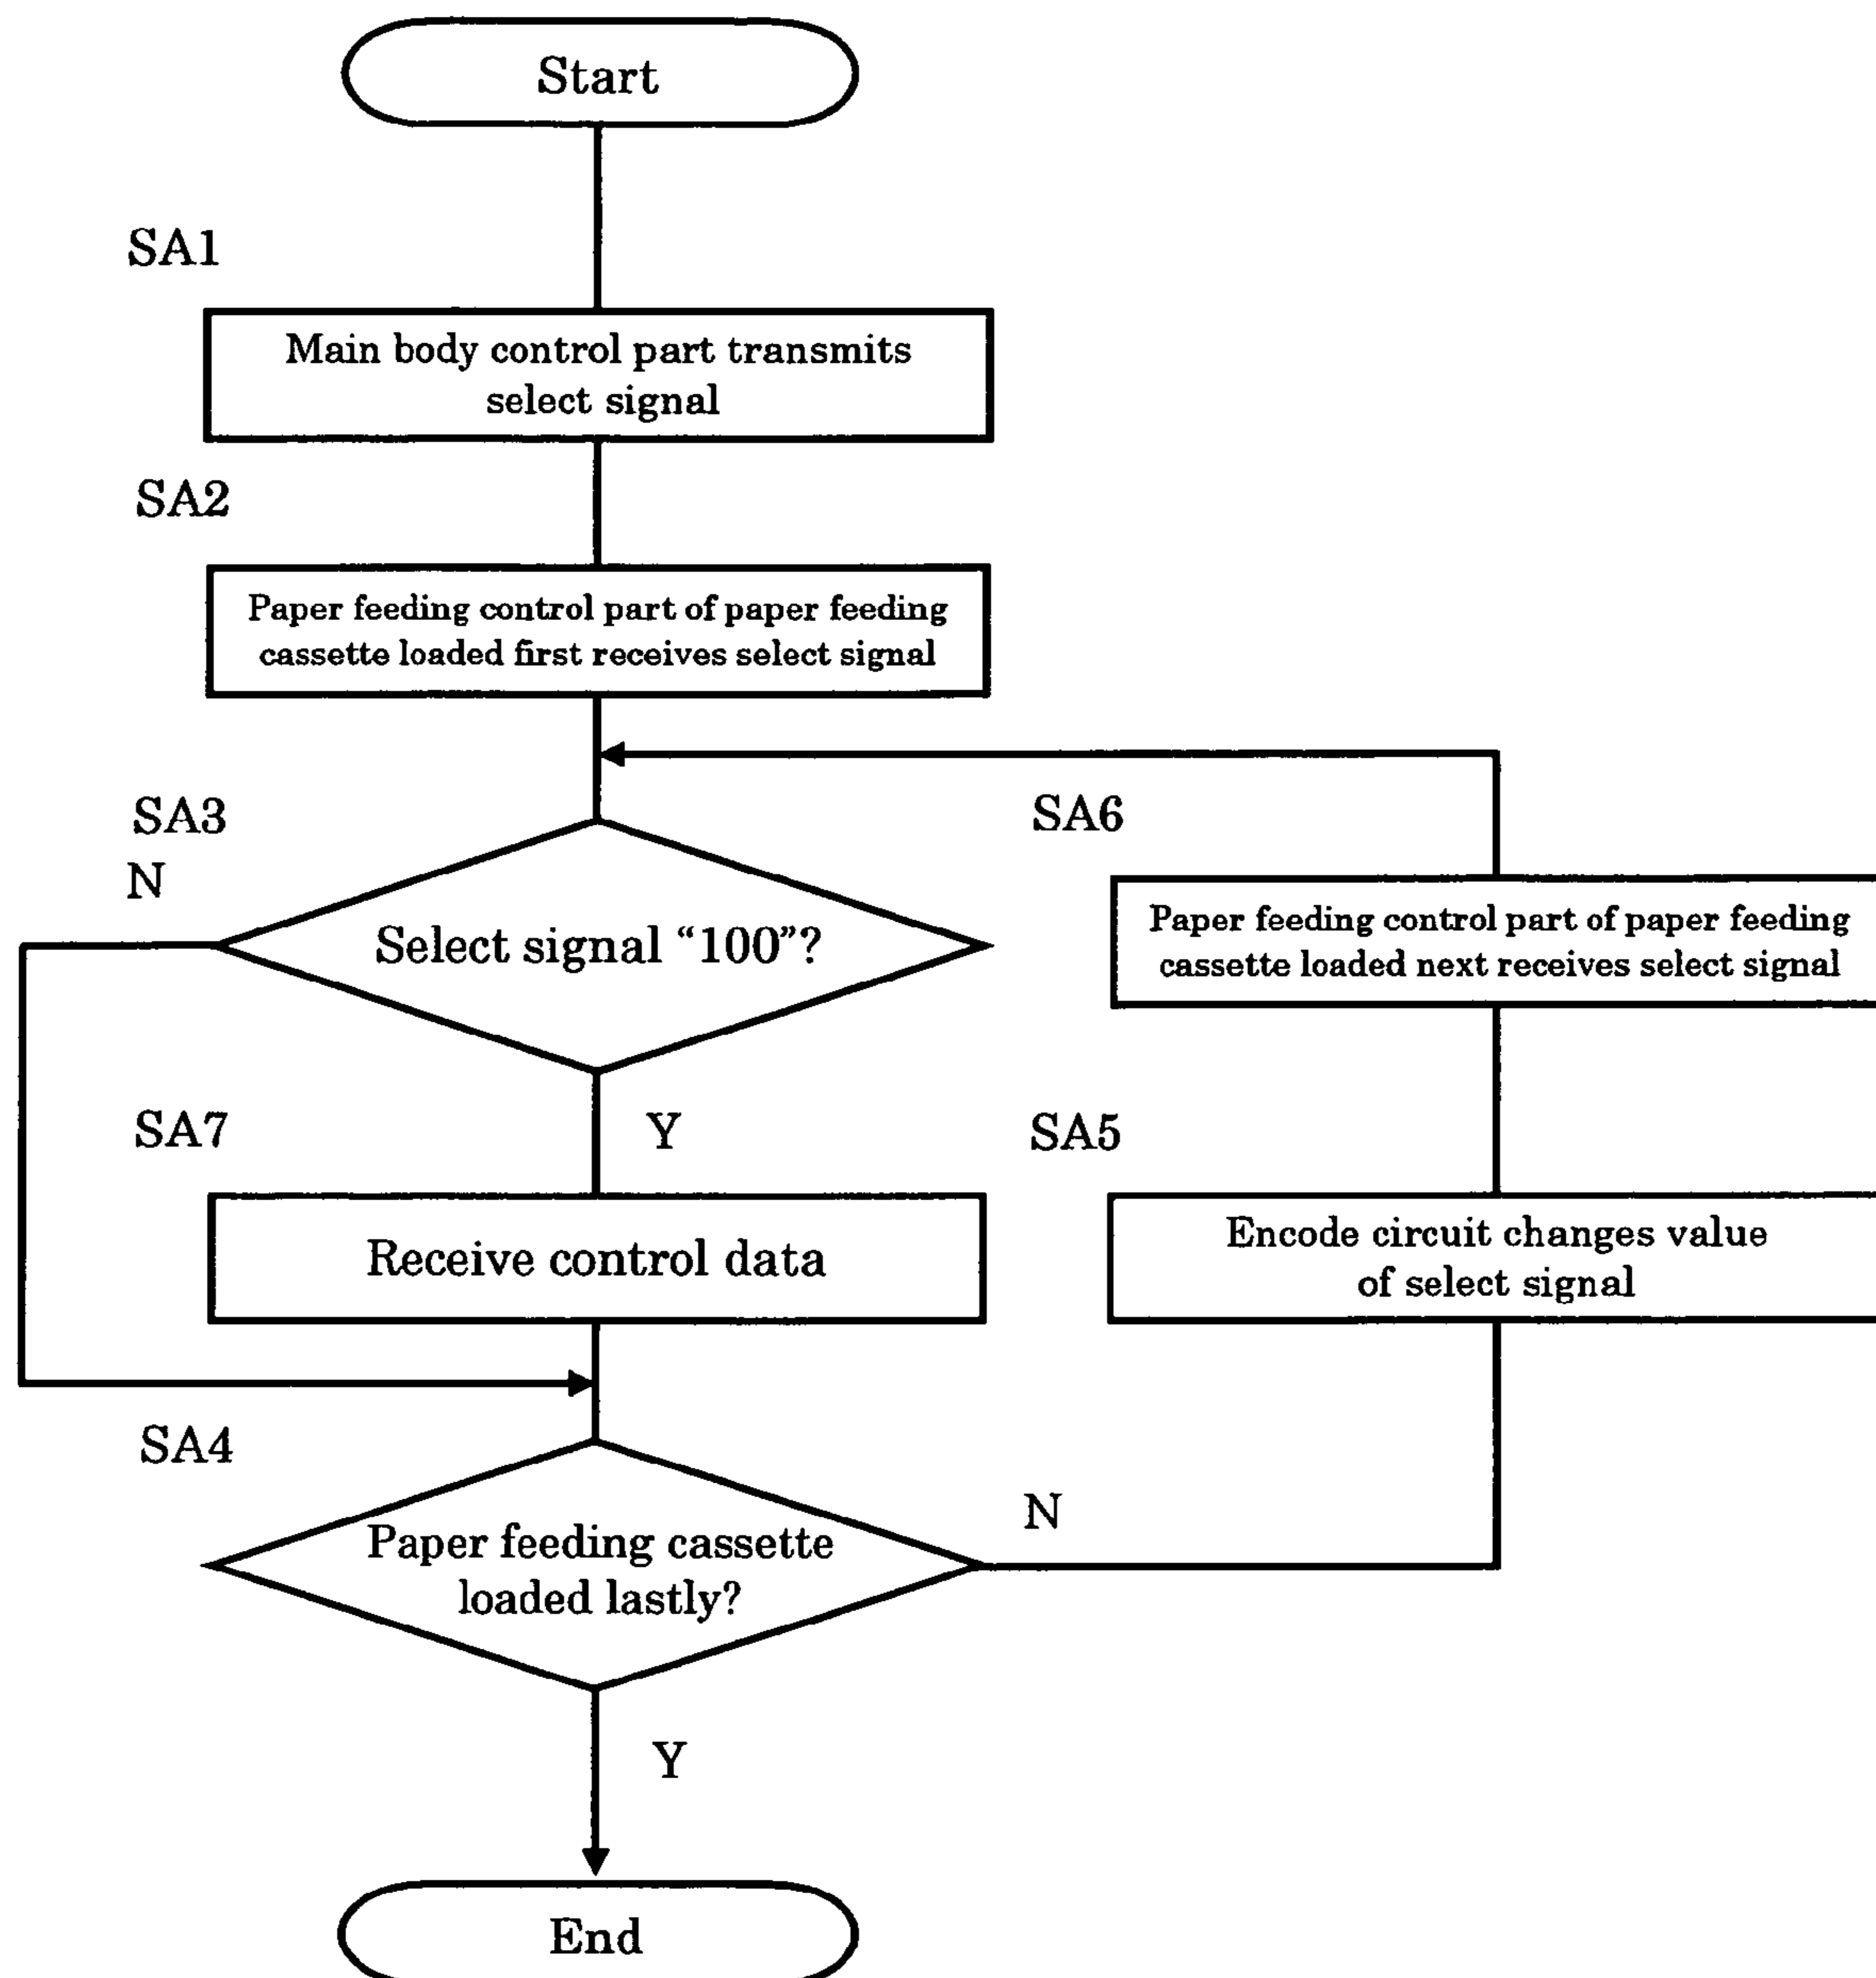 Start
SA1
Main body control part transmits
select signal
SA2
Paper feeding control part of paper feeding
cassette loaded first receives select signal
SA3
N
Select signal “100”?
SA6
Paper feeding control part of paper feeding
cassette loaded next receives select signal
SA7
Y
Receive control data
SA5
Encode circuit changes value
of select signal
SA4
Paper feeding cassette
loaded lastly?
N
Y
End